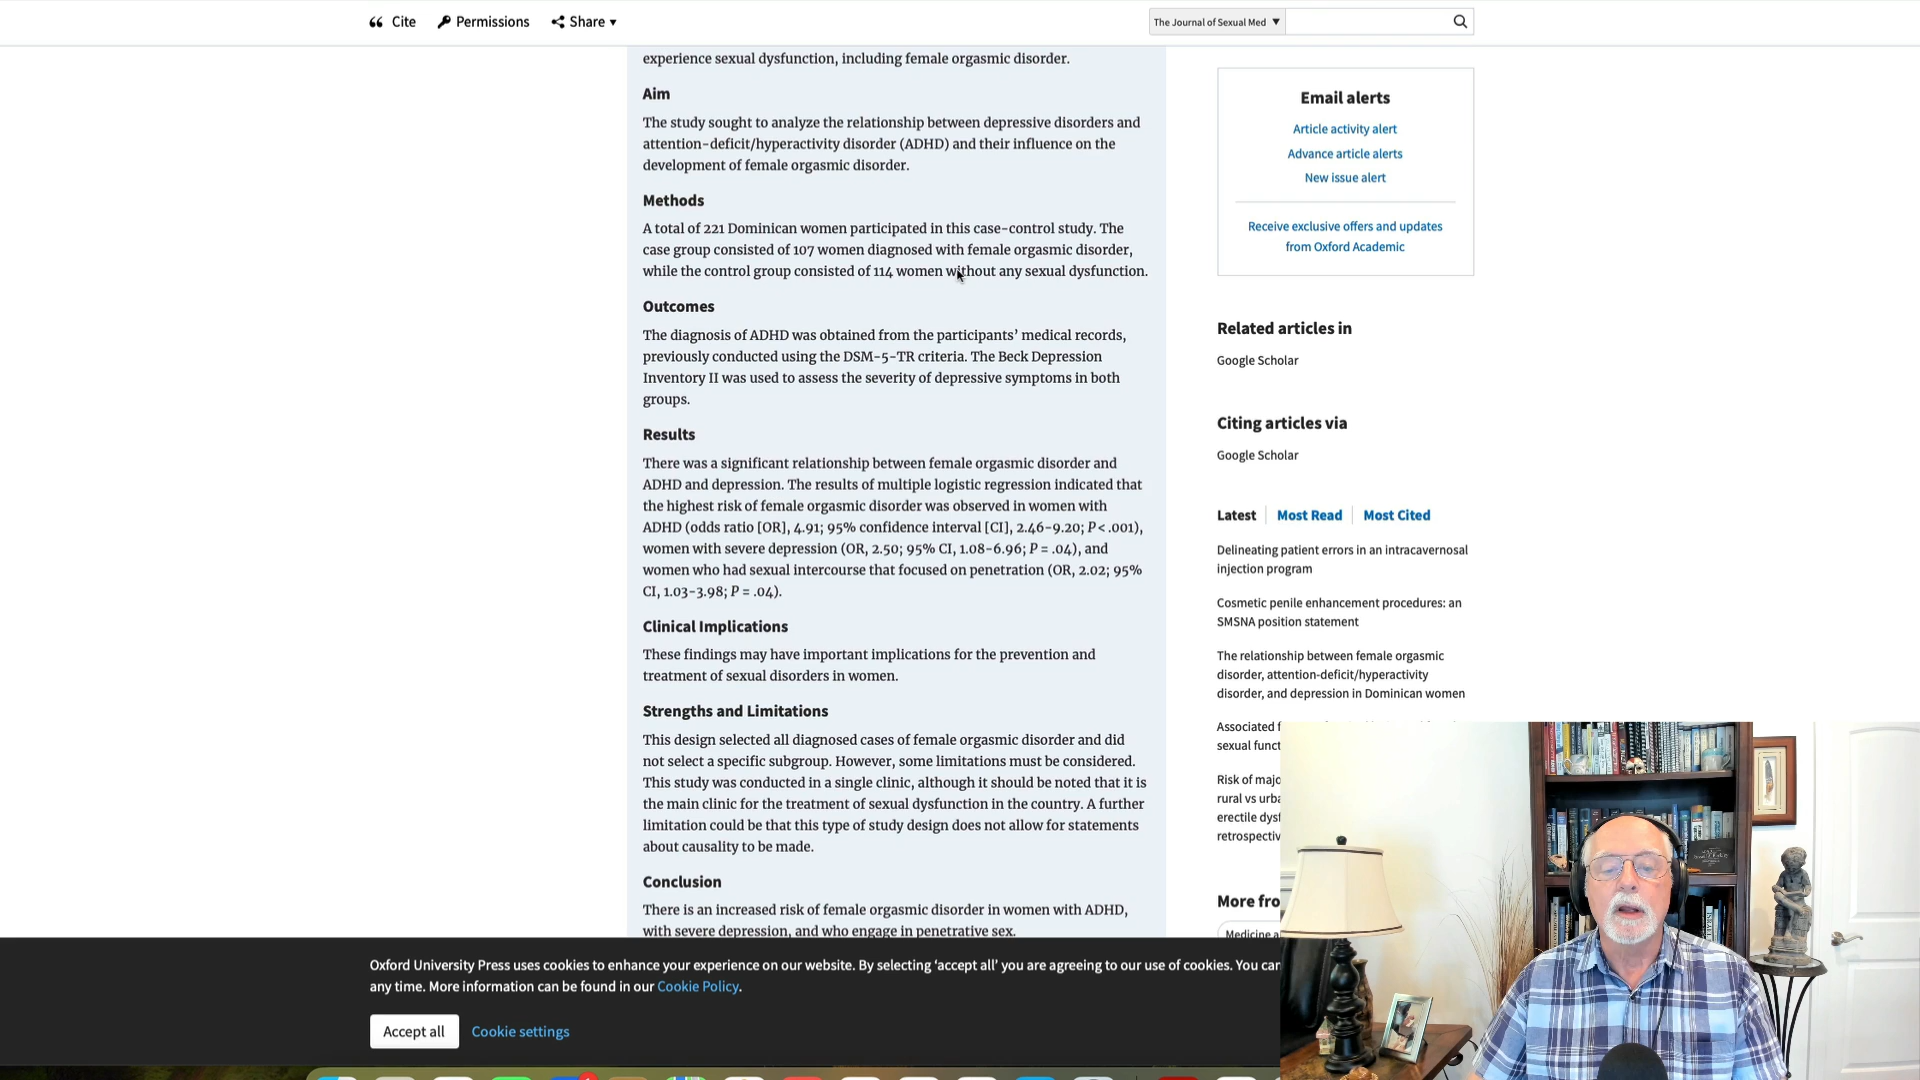 Cite
Permissions
Share
The Journal of Sexual Med
experience sexual dysfunction, including female orgasmic disorder.
Aim
The study sought to analyze the relationship between depressive disorders and
attention-deficit/hyperactivity disorder (ADHD) and their influence on the
development of female orgasmic disorder.
Methods
A total of 221 Dominican women participated in this case-control study. The
case group consisted of 107 women diagnosed with female orgasmic disorder,
while the control group consisted of 114 women without any sexual dysfunction.
Outcomes
The diagnosis of ADHD was obtained from the participants’ medical records,
previously conducted using the DSM-5-TR criteria. The Beck Depression
Inventory II was used to assess the severity of depressive symptoms in both
groups.
Results
There was a significant relationship between female orgasmic disorder and
ADHD and depression. The results of multiple logistic regression indicated that
the highest risk of female orgasmic disorder was observed in women with
ADHD (odds ratio [OR], 4.91; 95% confidence interval [CI], 2.46-9.20; P < .001),
women with severe depression (OR, 2.50; 95% CI, 1.08-6.96; P = .04), and
women who had sexual intercourse that focused on penetration (OR, 2.02; 95%
CI, 1.03-3.98; P = .04).
Clinical Implications
These findings may have important implications for the prevention and
treatment of sexual disorders in women.
Strengths and Limitations
This design selected all diagnosed cases of female orgasmic disorder and did
not select a specific subgroup. However, some limitations must be considered.
This study was conducted in a single clinic, although it should be noted that it is
the main clinic for the treatment of sexual dysfunction in the country. A further
limitation could be that this type of study design does not allow for statements
about causality to be made.
Conclusion
There is an increased risk of female orgasmic disorder in women with ADHD,
with severe depression, and who engage in penetrative sex.
Email alerts
Article activity alert
Advance article alerts
New issue alert
Receive exclusive offers and updates
from Oxford Academic
Related articles in
Google Scholar
Citing articles via
Google Scholar
Latest
Most Read
Most Cited
Delineating patient errors in an intracavernosal
injection program
Cosmetic penile enhancement procedures: an
SMSNA position statement
The relationship between female orgasmic
disorder, attention-deficit/hyperactivity
disorder, and depression in Dominican women
Associated
sexual funct
Risk of majo
rural vs urba
erectile dysf
retrospectiv
More fro
Medicine a
Oxford University Press uses cookies to enhance your experience on our website. By selecting ‘accept all’ you are agreeing to our use of cookies. You can
any time. More information can be found in our Cookie Policy.
Accept all
Cookie settings